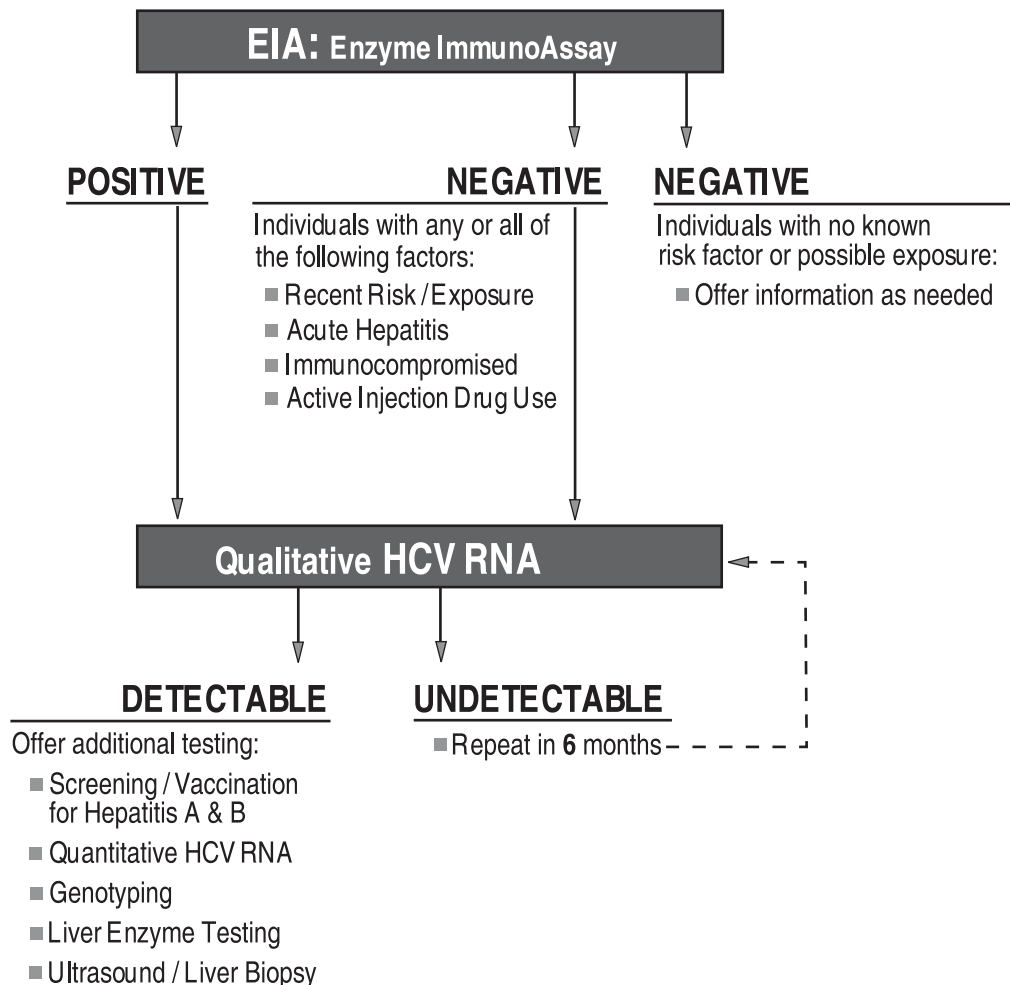 EIA: Enzyme ImmunoAssay
POSITIVE
NEGATIVE
Individuals with any or all of
the following factors:
Recent Risk / Exposure
Acute Hepatitis
Immunocompromised
Active Injection Drug Use
NEGATIVE
Individuals with no known
risk factor or possible exposure:
Offer information as needed
Qualitative HCV RNA
DETECTABLE
Offer additional testing:
Screening / Vaccination
for Hepatitis A & B
Quantitative HCV RNA
Genotyping
Liver Enzyme Testing
Ultrasound / Liver Biopsy
UNDETECTABLE
Repeat in 6 months